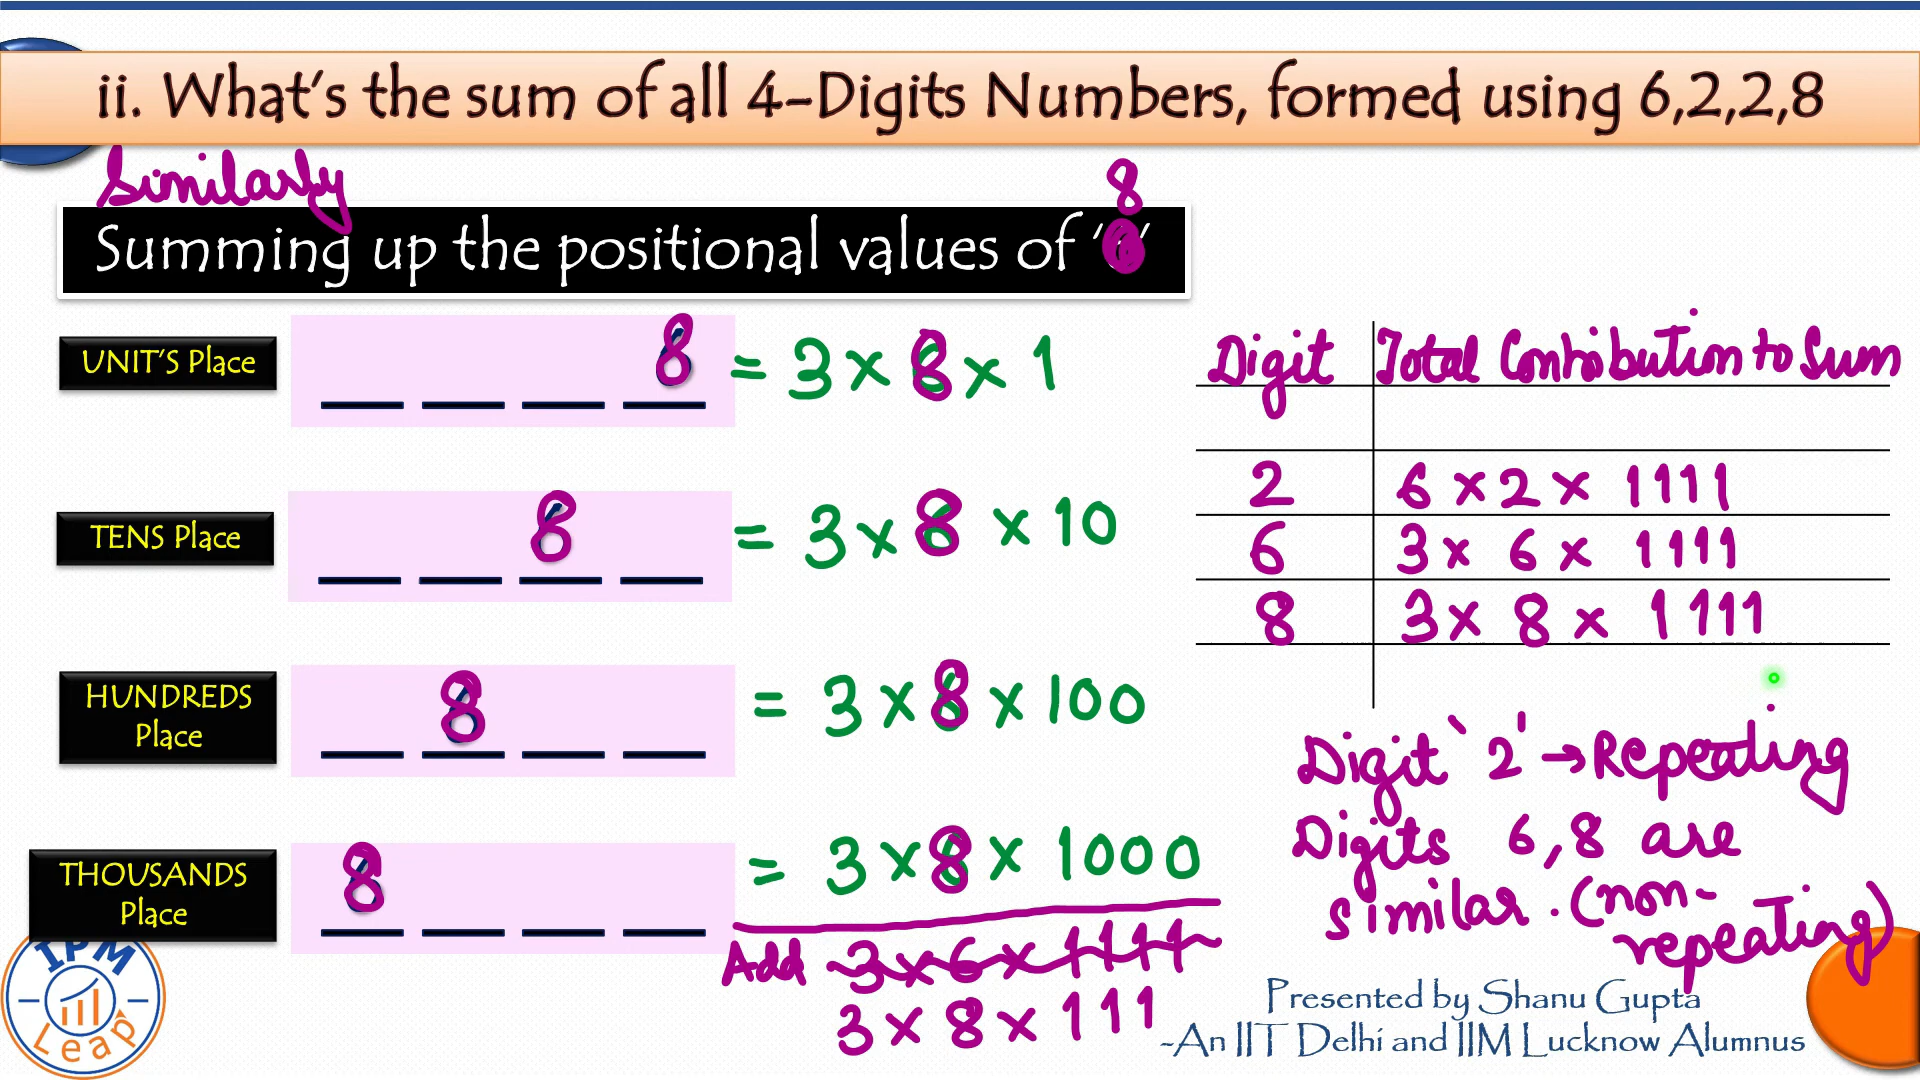 ii. What's the sum of all 4-Digits Numbers, formed using 6,2,2,8
Similarly
8
Summing up the positional values of ' '
UNIT'S Place
8
= 3 × 8 × 1
TENS Place
8
= 3 × 8 × 10
HUNDREDS
Place
8
= 3 × 8 × 100
THOUSANDS
Place
8
= 3 × 8 × 1000
Add 3 × 6 × 1111
3 × 8 × 111
Digit Total Contribution to Sum
2 6 × 2 × 1111
6 3 × 6 × 1111
8 3 × 8 × 1111
Digit '2' → Repeating
Digits 6,8 are
similar. (non-
repeating)
IPM
Leap
Presented by Shanu Gupta
-An IIT Delhi and IIM Lucknow Alumnus